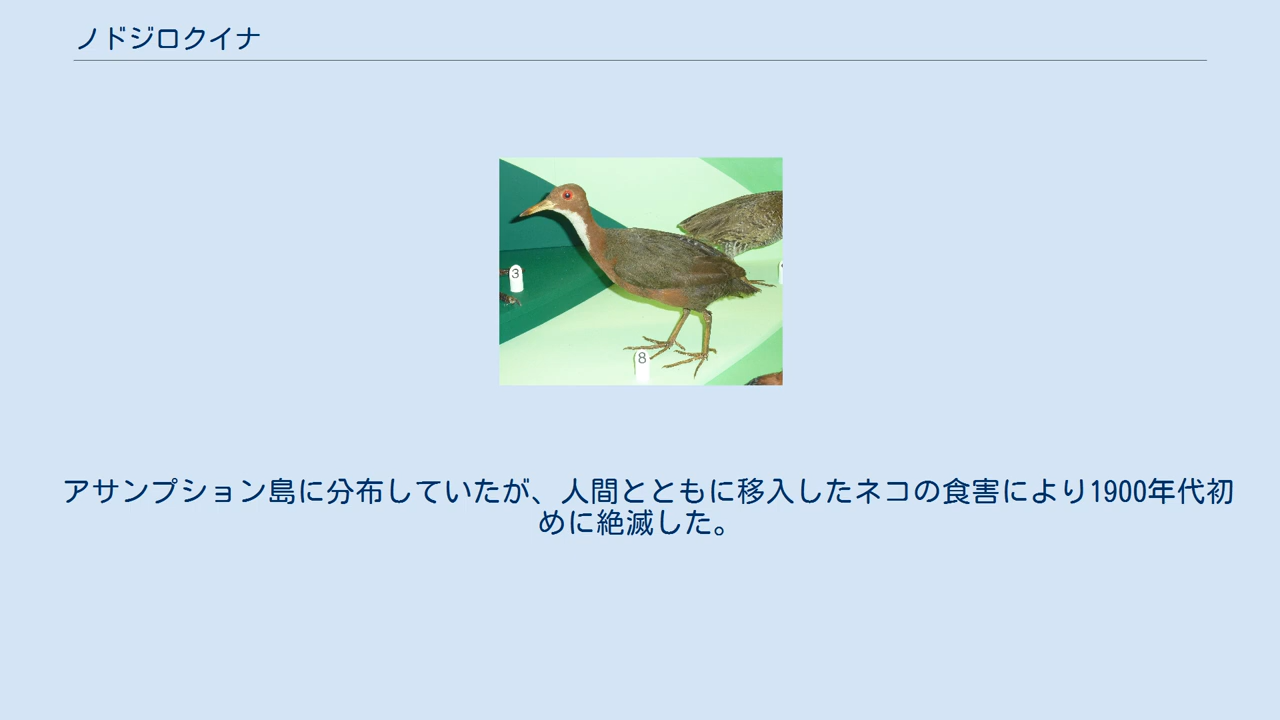 ノドジロクイナ
3
8
アサンプション島に分布していたが、人間とともに移入したネコの食害により1900年代初
めに絶滅した。